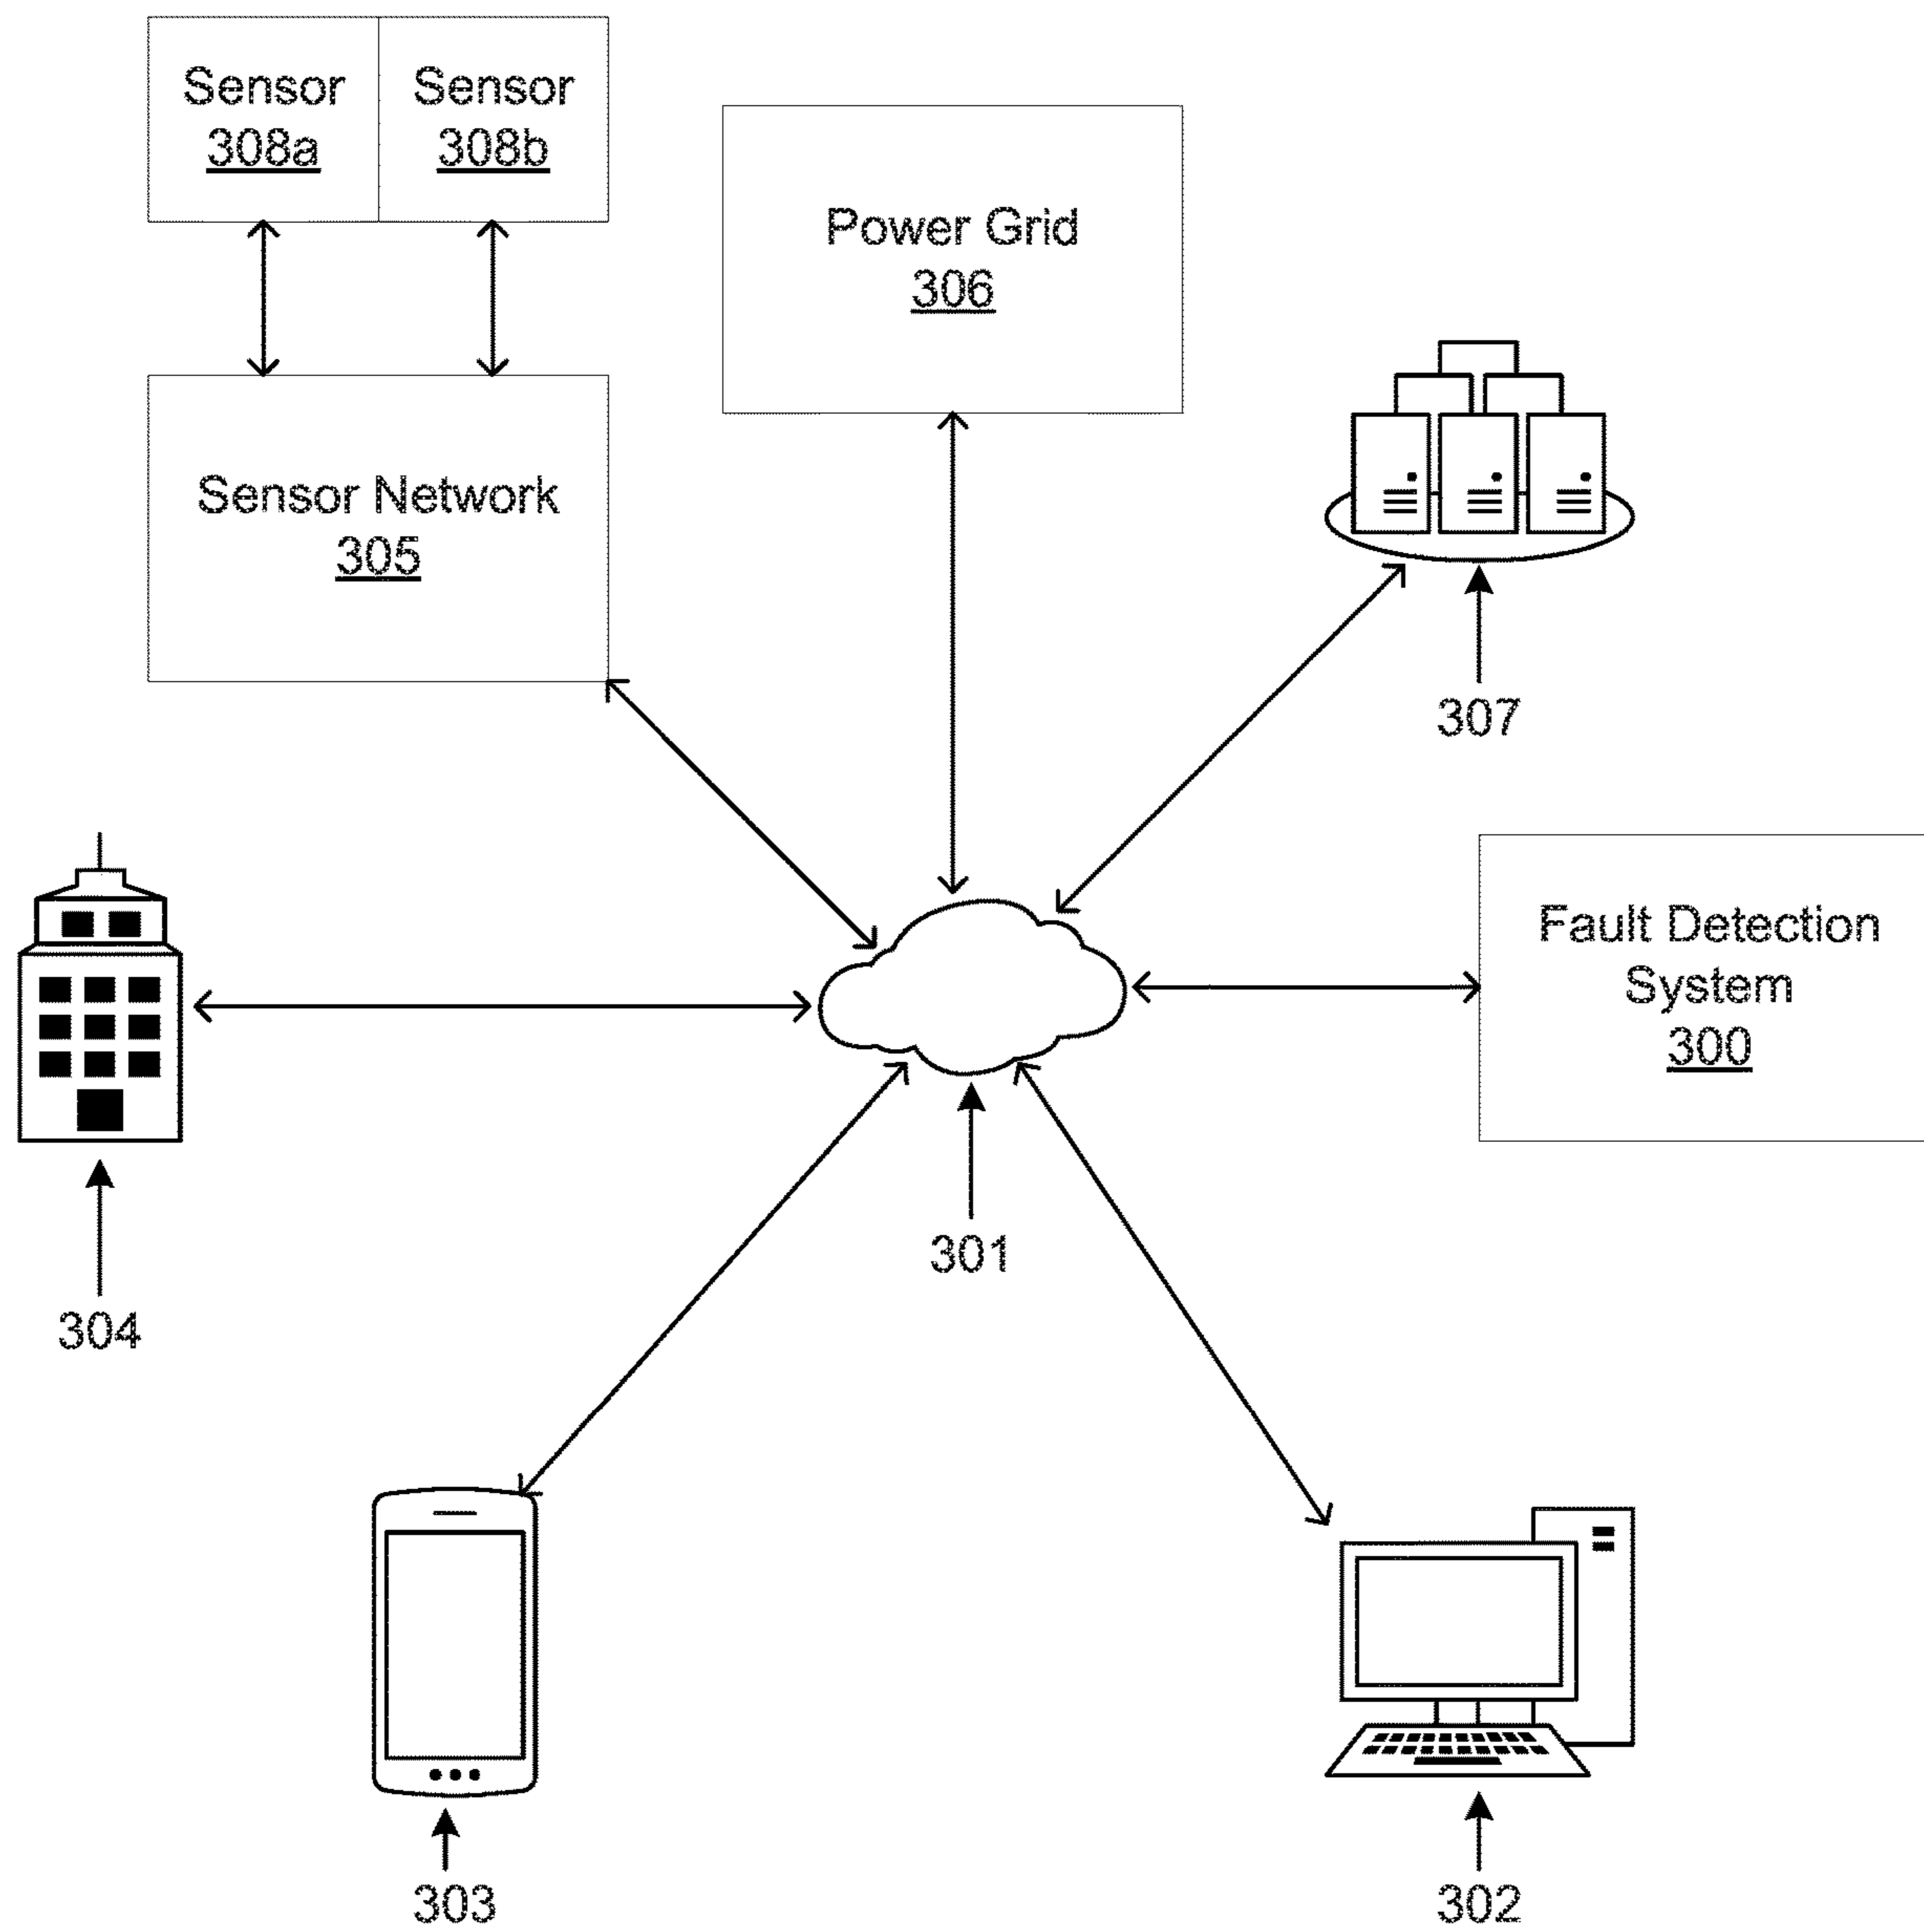 Sensor
308a
Sensor
308b
Power Grid
306
Sensor Network
305
307
Fault Detection
System
300
301
304
303
302